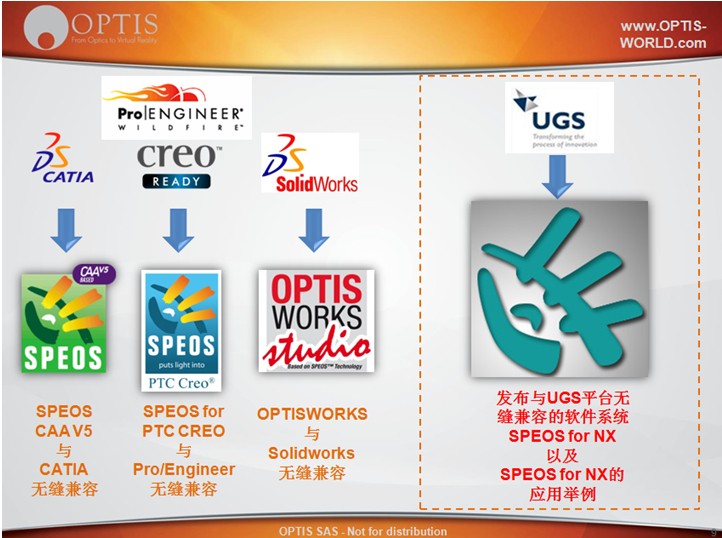 OPTIS
From Optics to Virtual Reality
www.OPTIS-
WORLD.com
Pro/ENGINEER®
WILDFIRE™
creo™
READY
CATIA
SolidWorks
UGS
Transforming the
process of innovation
CAAV5
BASED
SPEOS
SPEOS
puts light into
PTC Creo®
OPTIS
WORKS
studio
Based on SPEOS™ Technology
SPEOS
CAA V5
与
CATIA
无缝兼容
SPEOS for
PTC CREO
与
Pro/Engineer
无缝兼容
OPTISWORKS
与
Solidworks
无缝兼容
发布与UGS平台无
缝兼容的软件系统
SPEOS for NX
以及
SPEOS for NX的
应用举例
OPTIS SAS - Not for distribution